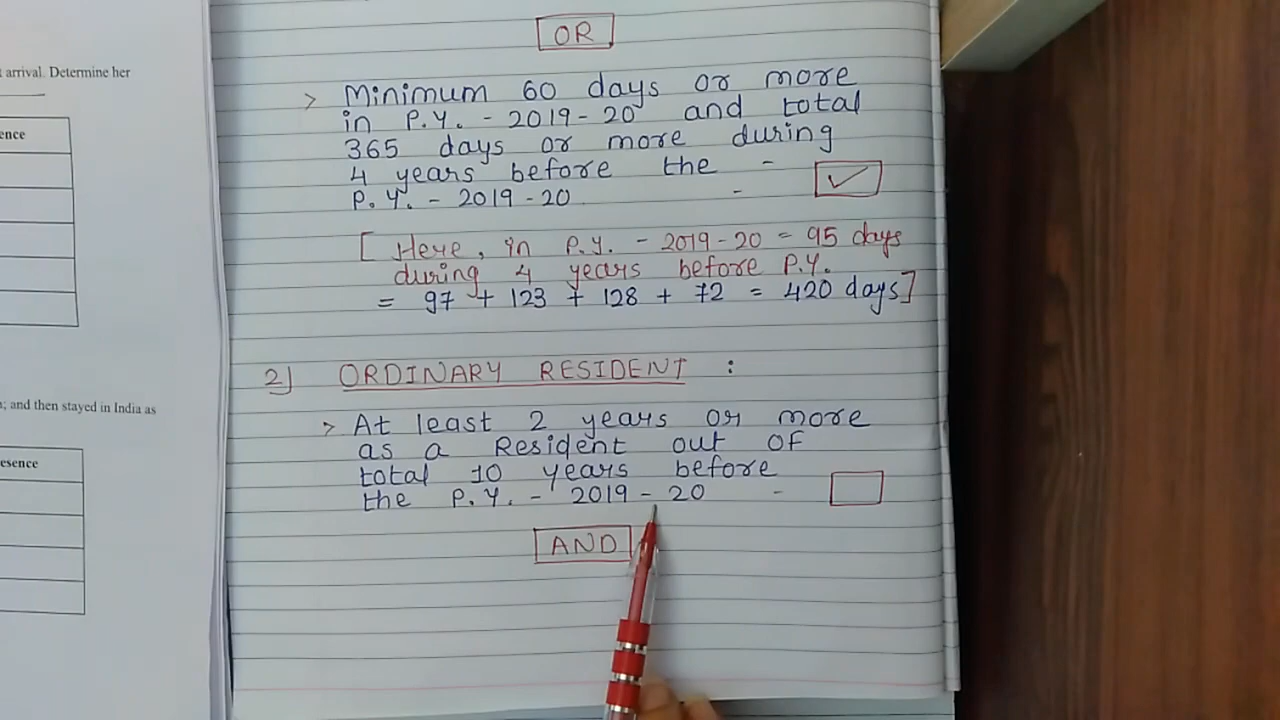 t arrival. Determine her
ence
OR
> Minimum 60 days or more
in P.Y. - 2019-20 and total
365 days or more during
4 years before the -
P.Y. - 2019-20 - ✓
[ Here, in P.Y. - 2019-20 = 95 days
during 4 years before P.Y.
= 97 + 123 + 128 + 72 = 420 days]
2] ORDINARY RESIDENT :
; and then stayed in India as
esence
> At least 2 years or more
as a Resident out of
total 10 years before
the P.Y. - 2019-20 -
AND